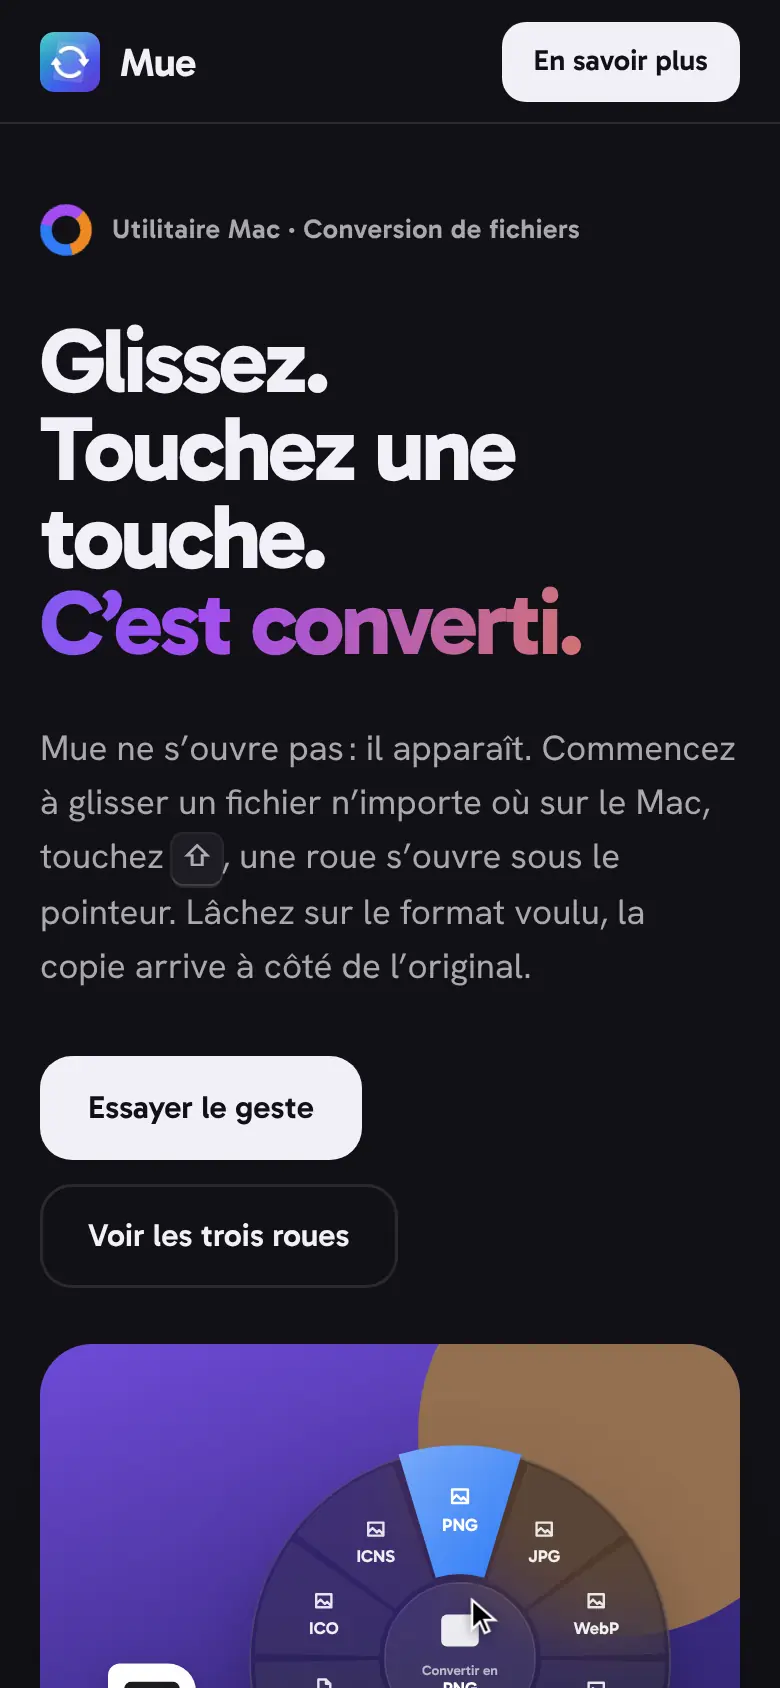 Mue
En savoir plus
Utilitaire Mac · Conversion de fichiers
Glissez.
Touchez une
touche.
C’est converti.
Mue ne s’ouvre pas : il apparaît. Commencez
à glisser un fichier n’importe où sur le Mac,
touchez ⇧, une roue s’ouvre sous le
pointeur. Lâchez sur le format voulu, la
copie arrive à côté de l’original.
Essayer le geste
Voir les trois roues
PNG
ICNS
JPG
ICO
WebP
Convertir en
PNG